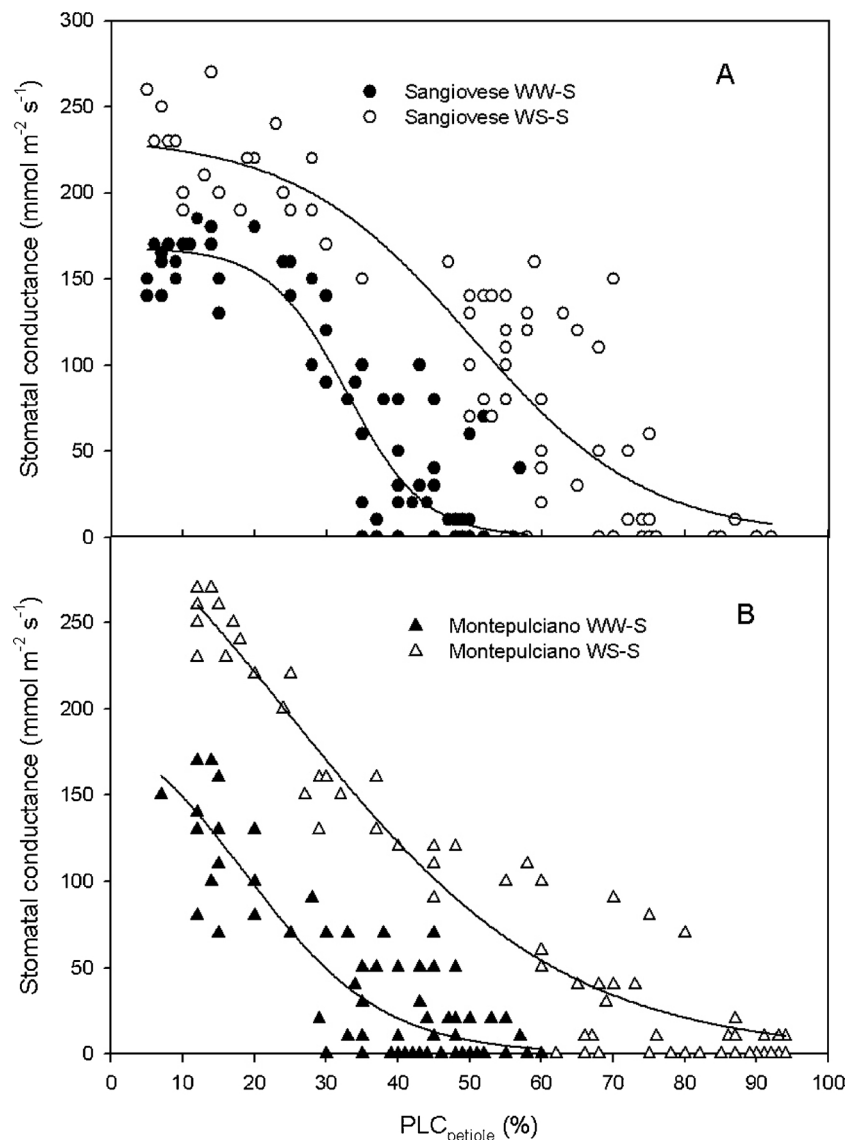 300
250
200
150
100
50
0
Stomatal conductance (mmol m⁻² s⁻¹)
A
Sangiovese WW-S
Sangiovese WS-S
250
200
150
100
50
0
Stomatal conductance (mmol m⁻² s⁻¹)
B
Montepulciano WW-S
Montepulciano WS-S
0 10 20 30 40 50 60 70 80 90 100
PLCpetiole (%)